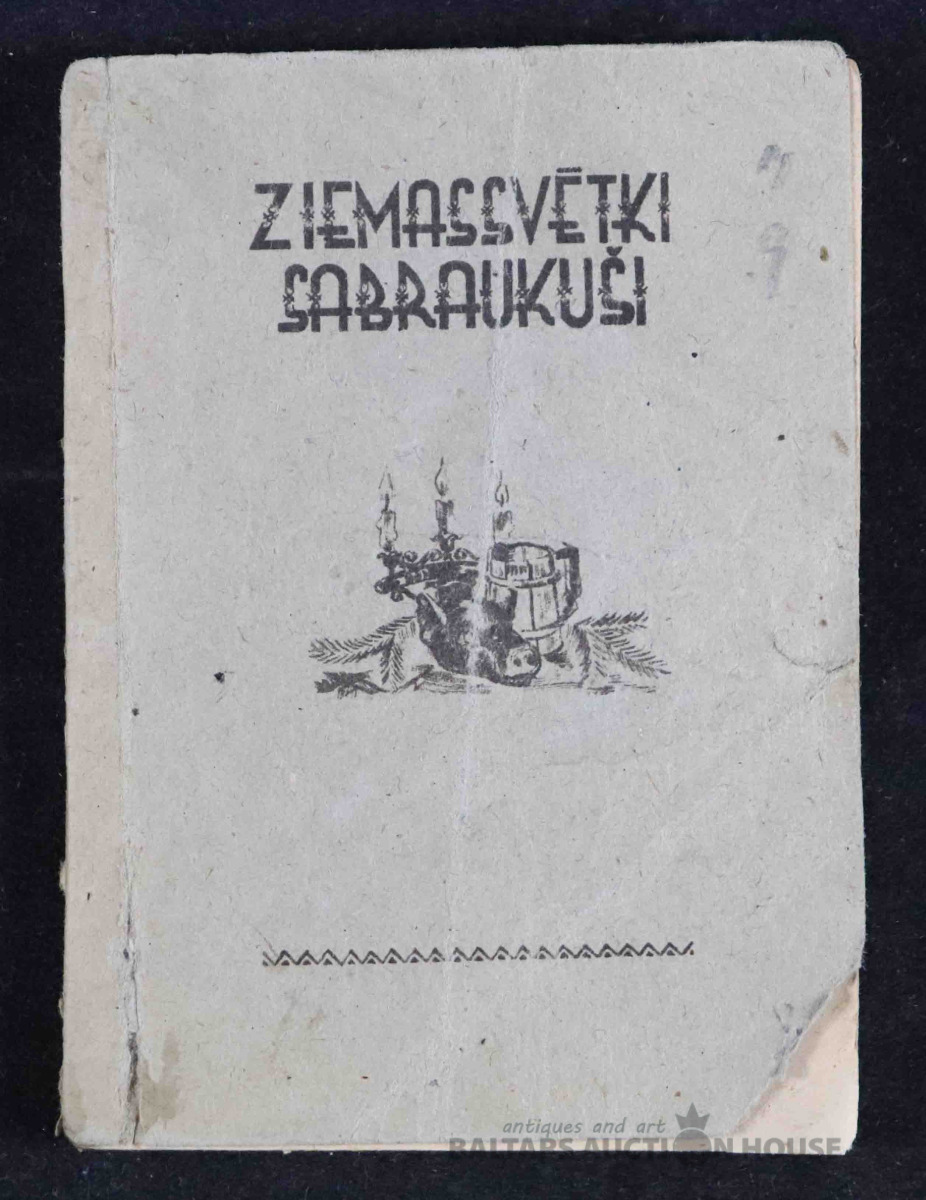 ZIEMASSVĒTKI
SABRAUKUŠI
antiques and art
BALTARS AUCTION HOUSE